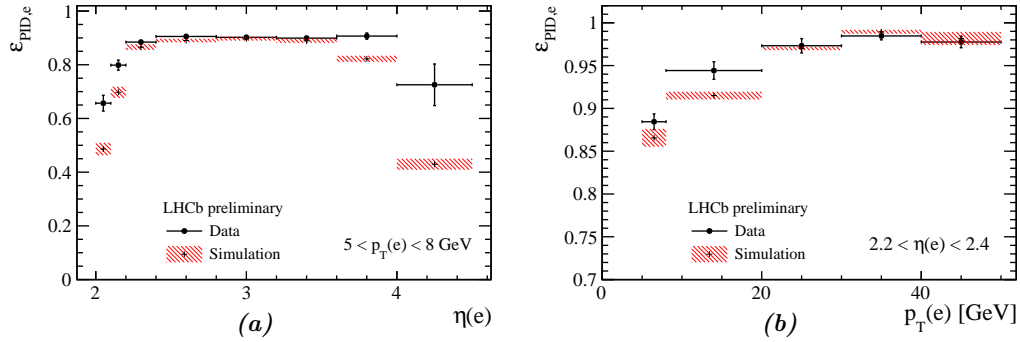 ε_PID,e
1
0.8
0.6
0.4
0.2
0
LHCb preliminary
Data
Simulation
5 < p_T(e) < 8 GeV
2
3
4
(a)
η(e)
ε_PID,e
1
0.95
0.9
0.85
0.8
0.75
0.7
LHCb preliminary
Data
Simulation
2.2 < η(e) < 2.4
0
20
40
(b)
p_T(e) [GeV]